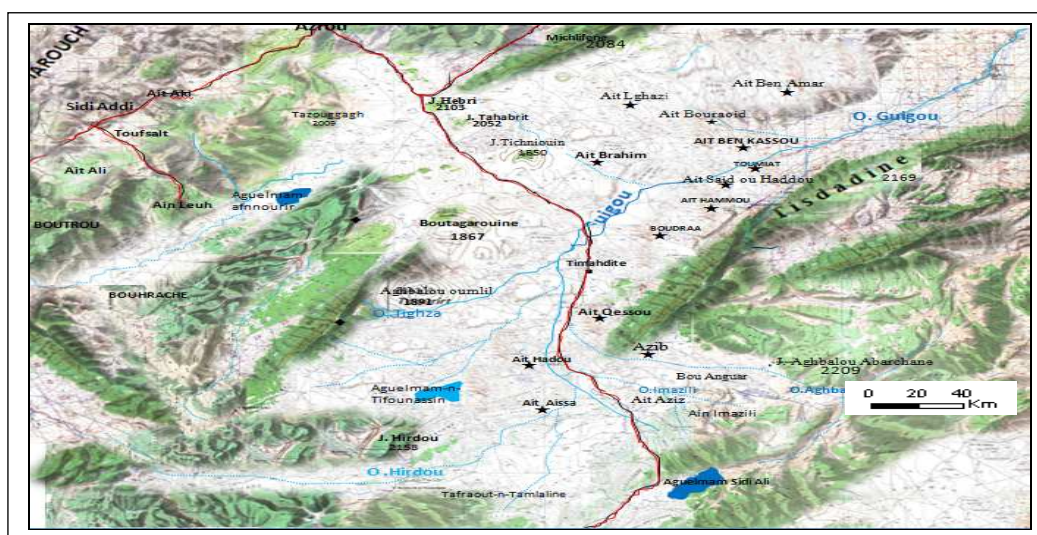 Azrou
AROUCH
Michlifene
2084
Ait Ben Amar
Ait Aki
Ait Lghazi
Sidi Addi
J. Hebri
2103
Tazouggagh
2009
J. Tahabrit
2052
Ait Bouraoid
O. Guigou
Toufsalt
AIT BEN KASSOU
J. Tichniouin
1850
Ait Brahim
TOUMIAT
Ait Ali
Ait Said ou Haddou
Tisdadine
2169
Aguelmam
afnnourir
Ain Leuh
AIT HAMMOU
BOUTROU
Boutagarouine
1867
Guigou
BOUDRAA
Timahdite
BOUHRACHE
Aghbalou oumlil
1891
O. Tighza
Ait Qessou
Azib
Ait Hadou
J. Aghbalou Abarchane
2209
Bou Anguar
Aguelmam-n-
Tifounassin
O.Imazili
O.Aghba
0 20 40
Km
Ait Aissa
Ait Aziz
Ain Imazili
J. Hirdou
2158
O .Hirdou
Aguelmam Sidi Ali
Tafraout-n-Tamlaline